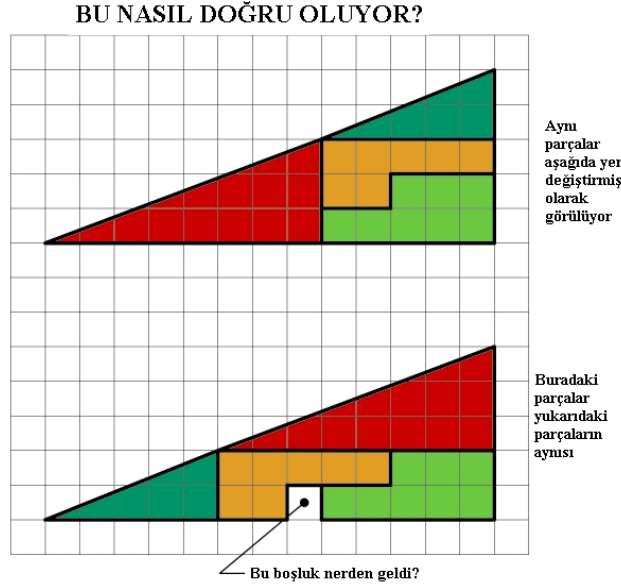 BU NASIL DOĞRU OLUYOR?
Aynı
parçalar
aşağıda yer
değiştirmiş
olarak
görülüyor
Buradaki
parçalar
yukarıdaki
parçaların
aynısı
Bu boşluk nerden geldi?